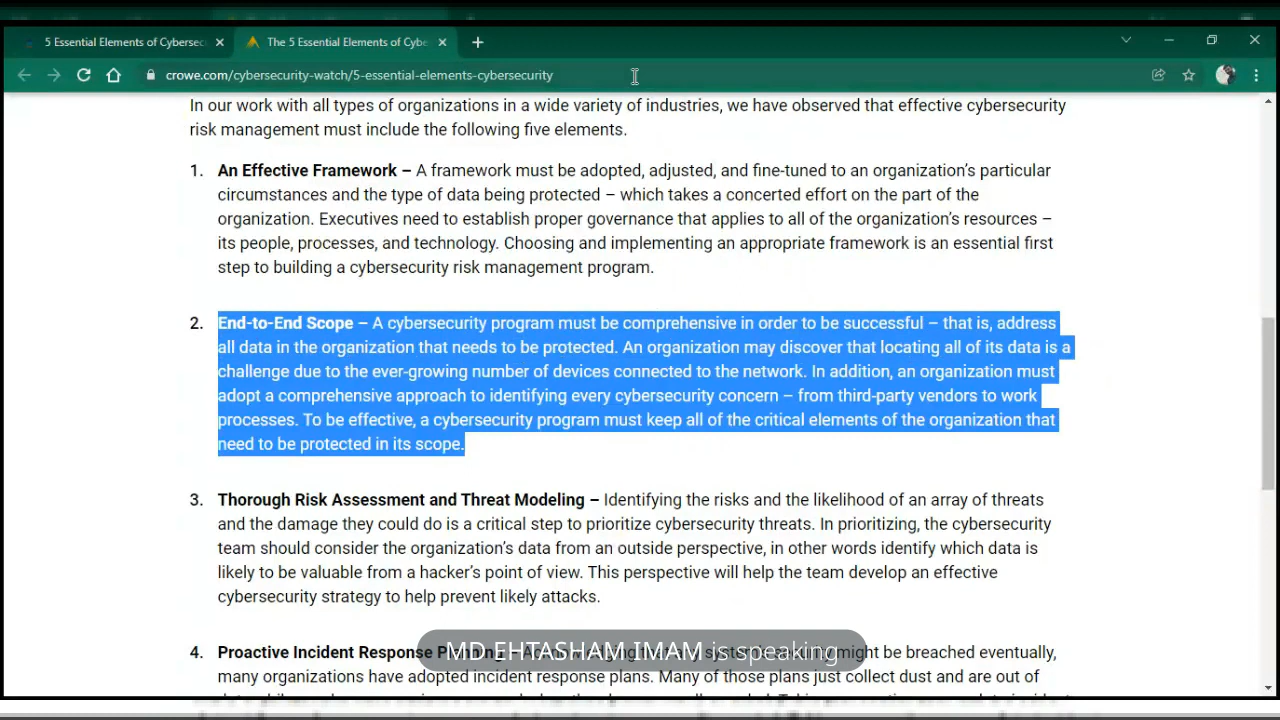 5 Essential Elements of Cybersec
The 5 Essential Elements of Cybe
crowe.com/cybersecurity-watch/5-essential-elements-cybersecurity
In our work with all types of organizations in a wide variety of industries, we have observed that effective cybersecurity
risk management must include the following five elements.
1. An Effective Framework – A framework must be adopted, adjusted, and fine-tuned to an organization's particular
circumstances and the type of data being protected – which takes a concerted effort on the part of the
organization. Executives need to establish proper governance that applies to all of the organization's resources –
its people, processes, and technology. Choosing and implementing an appropriate framework is an essential first
step to building a cybersecurity risk management program.
2. End-to-End Scope – A cybersecurity program must be comprehensive in order to be successful – that is, address
all data in the organization that needs to be protected. An organization may discover that locating all of its data is a
challenge due to the ever-growing number of devices connected to the network. In addition, an organization must
adopt a comprehensive approach to identifying every cybersecurity concern – from third-party vendors to work
processes. To be effective, a cybersecurity program must keep all of the critical elements of the organization that
need to be protected in its scope.
3. Thorough Risk Assessment and Threat Modeling – Identifying the risks and the likelihood of an array of threats
and the damage they could do is a critical step to prioritize cybersecurity threats. In prioritizing, the cybersecurity
team should consider the organization's data from an outside perspective, in other words identify which data is
likely to be valuable from a hacker's point of view. This perspective will help the team develop an effective
cybersecurity strategy to help prevent likely attacks.
4. Proactive Incident Response might be breached eventually,
MD EHTASHAM IMAM is speaking
many organizations have adopted incident response plans. Many of those plans just collect dust and are out of